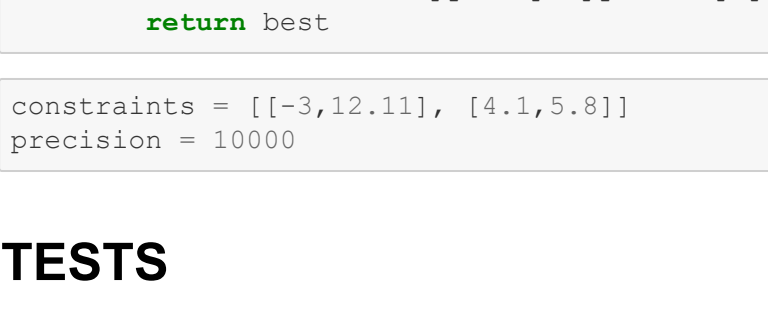 return best
constraints = [[-3,12.11], [4.1,5.8]]
precision = 10000
TESTS